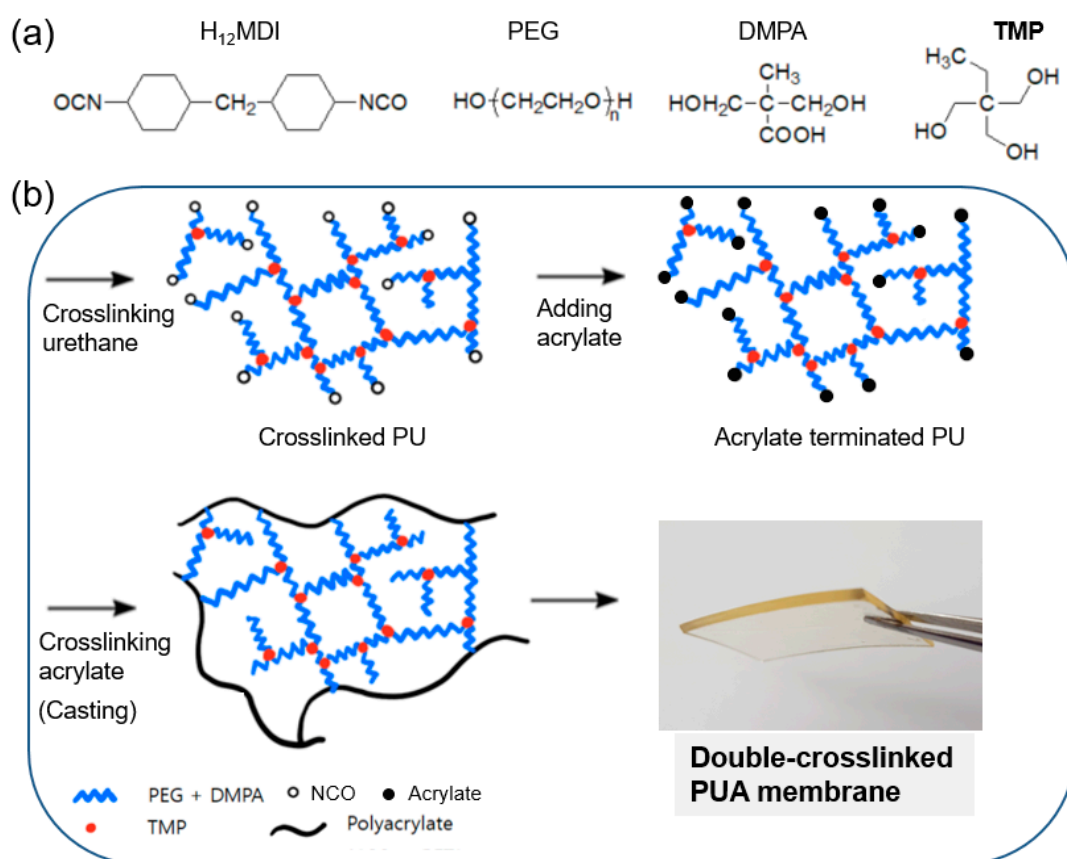 (a)
H₁₂MDI
PEG
DMPA
TMP
OCN
CH₂
NCO
HO(CH₂CH₂O)ₙH
CH₃
HOH₂C
C
CH₂OH
COOH
H₃C
OH
C
HO
OH
(b)
Crosslinking
urethane
Adding
acrylate
Crosslinked PU
Acrylate terminated PU
Crosslinking
acrylate
(Casting)
Double-crosslinked
PUA membrane
PEG + DMPA
NCO
Acrylate
TMP
Polyacrylate